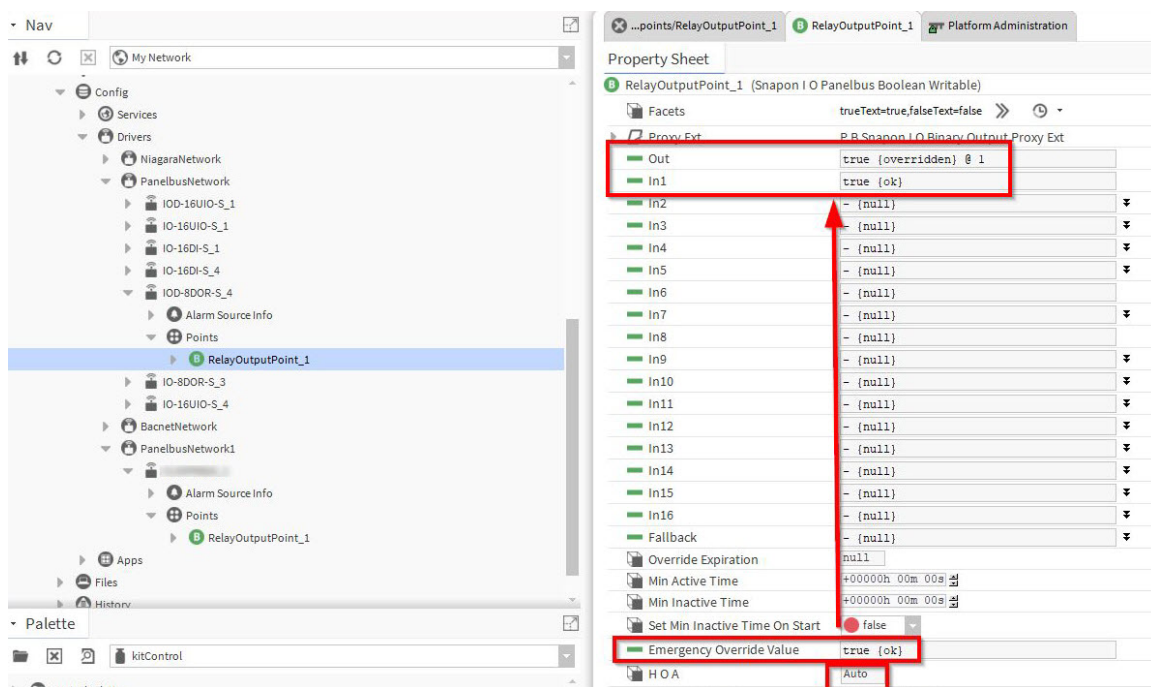 Nav
My Network
Config
Services
Drivers
NiagaraNetwork
PanelbusNetwork
IOD-16UIO-S_1
IO-16UIO-S_1
IO-16DI-S_1
IO-16DI-S_4
IOD-8DOR-S_4
Alarm Source Info
Points
B RelayOutputPoint_1
IO-8DOR-S_3
IO-16UIO-S_4
BacnetNetwork
PanelbusNetwork1
Alarm Source Info
Points
B RelayOutputPoint_1
Apps
Files
History
Palette
kitControl
...points/RelayOutputPoint_1 B RelayOutputPoint_1 Platform Administration
Property Sheet
B RelayOutputPoint_1 (Snapon I O Panelbus Boolean Writable)
Facets trueText=true,falseText=false
Proxy Ext P B Snapon I O Binary Output Proxy Ext
Out true {overridden} @ 1
In1 true {ok}
In2 - {null}
In3 - {null}
In4 - {null}
In5 - {null}
In6 - {null}
In7 - {null}
In8 - {null}
In9 - {null}
In10 - {null}
In11 - {null}
In12 - {null}
In13 - {null}
In14 - {null}
In15 - {null}
In16 - {null}
Fallback - {null}
Override Expiration null
Min Active Time +00000h 00m 00s
Min Inactive Time +00000h 00m 00s
Set Min Inactive Time On Start false
Emergency Override Value true {ok}
H O A Auto